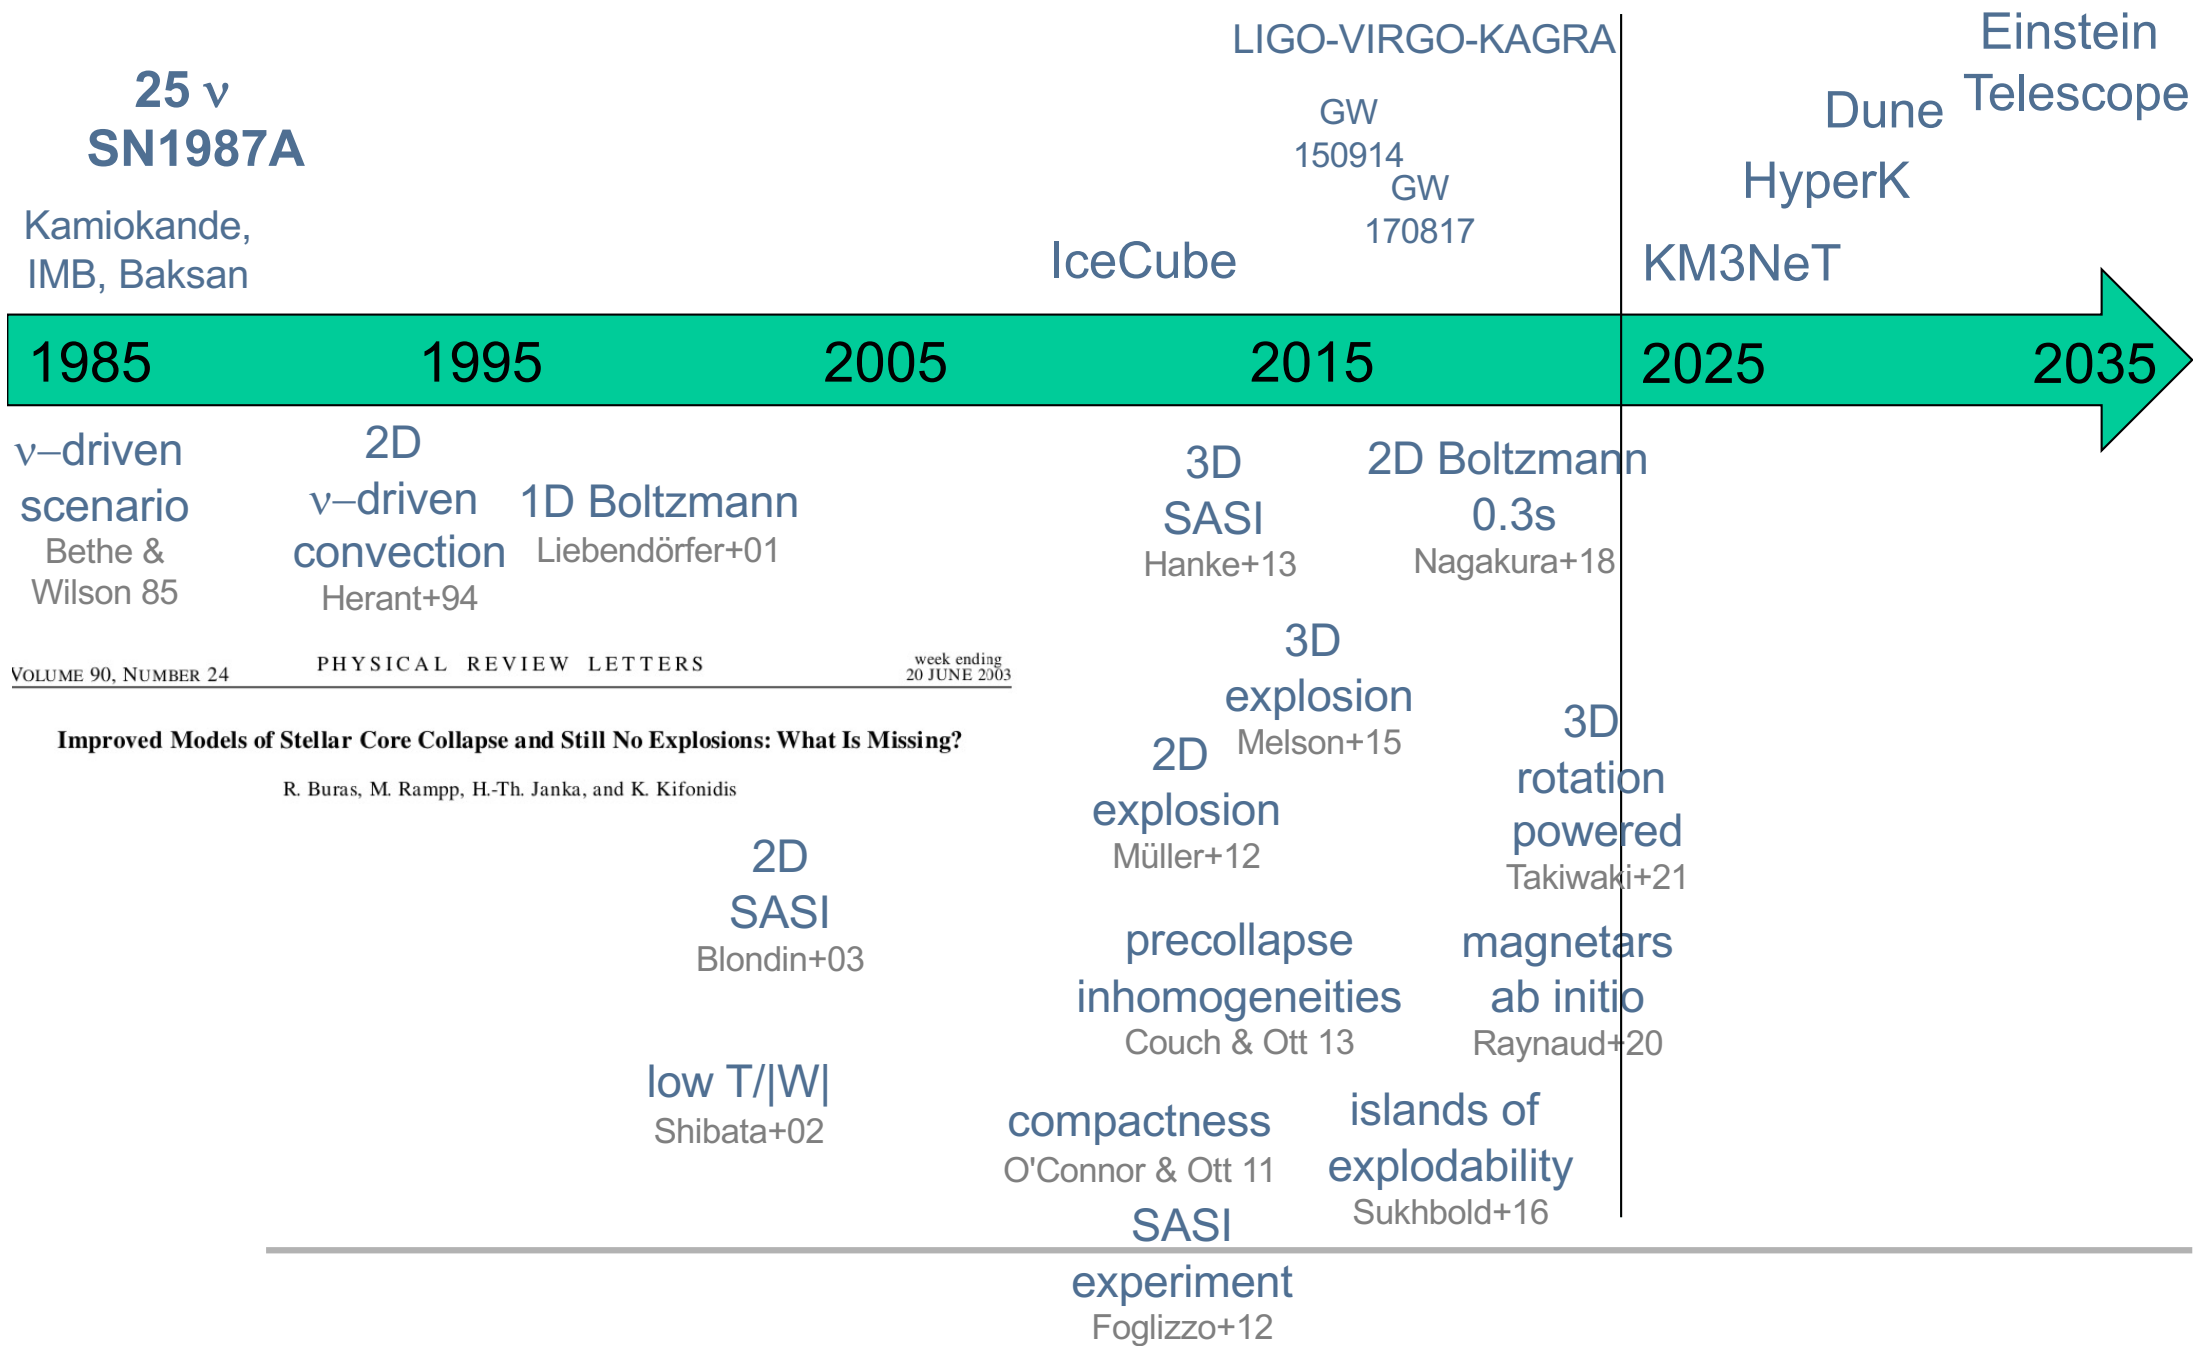 25 ν
SN1987A
Kamiokande,
IMB, Baksan
LIGO-VIRGO-KAGRA
GW
150914
GW
170817
IceCube
Einstein
Telescope
Dune
HyperK
KM3NeT
1985 1995 2005 2015 2025 2035
ν–driven
scenario
Bethe &
Wilson 85
2D
ν–driven
convection
Herant+94
1D Boltzmann
Liebendörfer+01
3D
SASI
Hanke+13
2D Boltzmann
0.3s
Nagakura+18
VOLUME 90, NUMBER 24
PHYSICAL REVIEW LETTERS
week ending
20 JUNE 2003
Improved Models of Stellar Core Collapse and Still No Explosions: What Is Missing?
R. Buras, M. Rampp, H.-Th. Janka, and K. Kifonidis
3D
explosion
Melson+15
2D
explosion
Müller+12
3D
rotation
powered
Takiwaki+21
2D
SASI
Blondin+03
precollapse
inhomogeneities
Couch & Ott 13
magnetars
ab initio
Raynaud+20
low T/|W|
Shibata+02
compactness
O'Connor & Ott 11
islands of
explodability
Sukhbold+16
SASI
experiment
Foglizzo+12